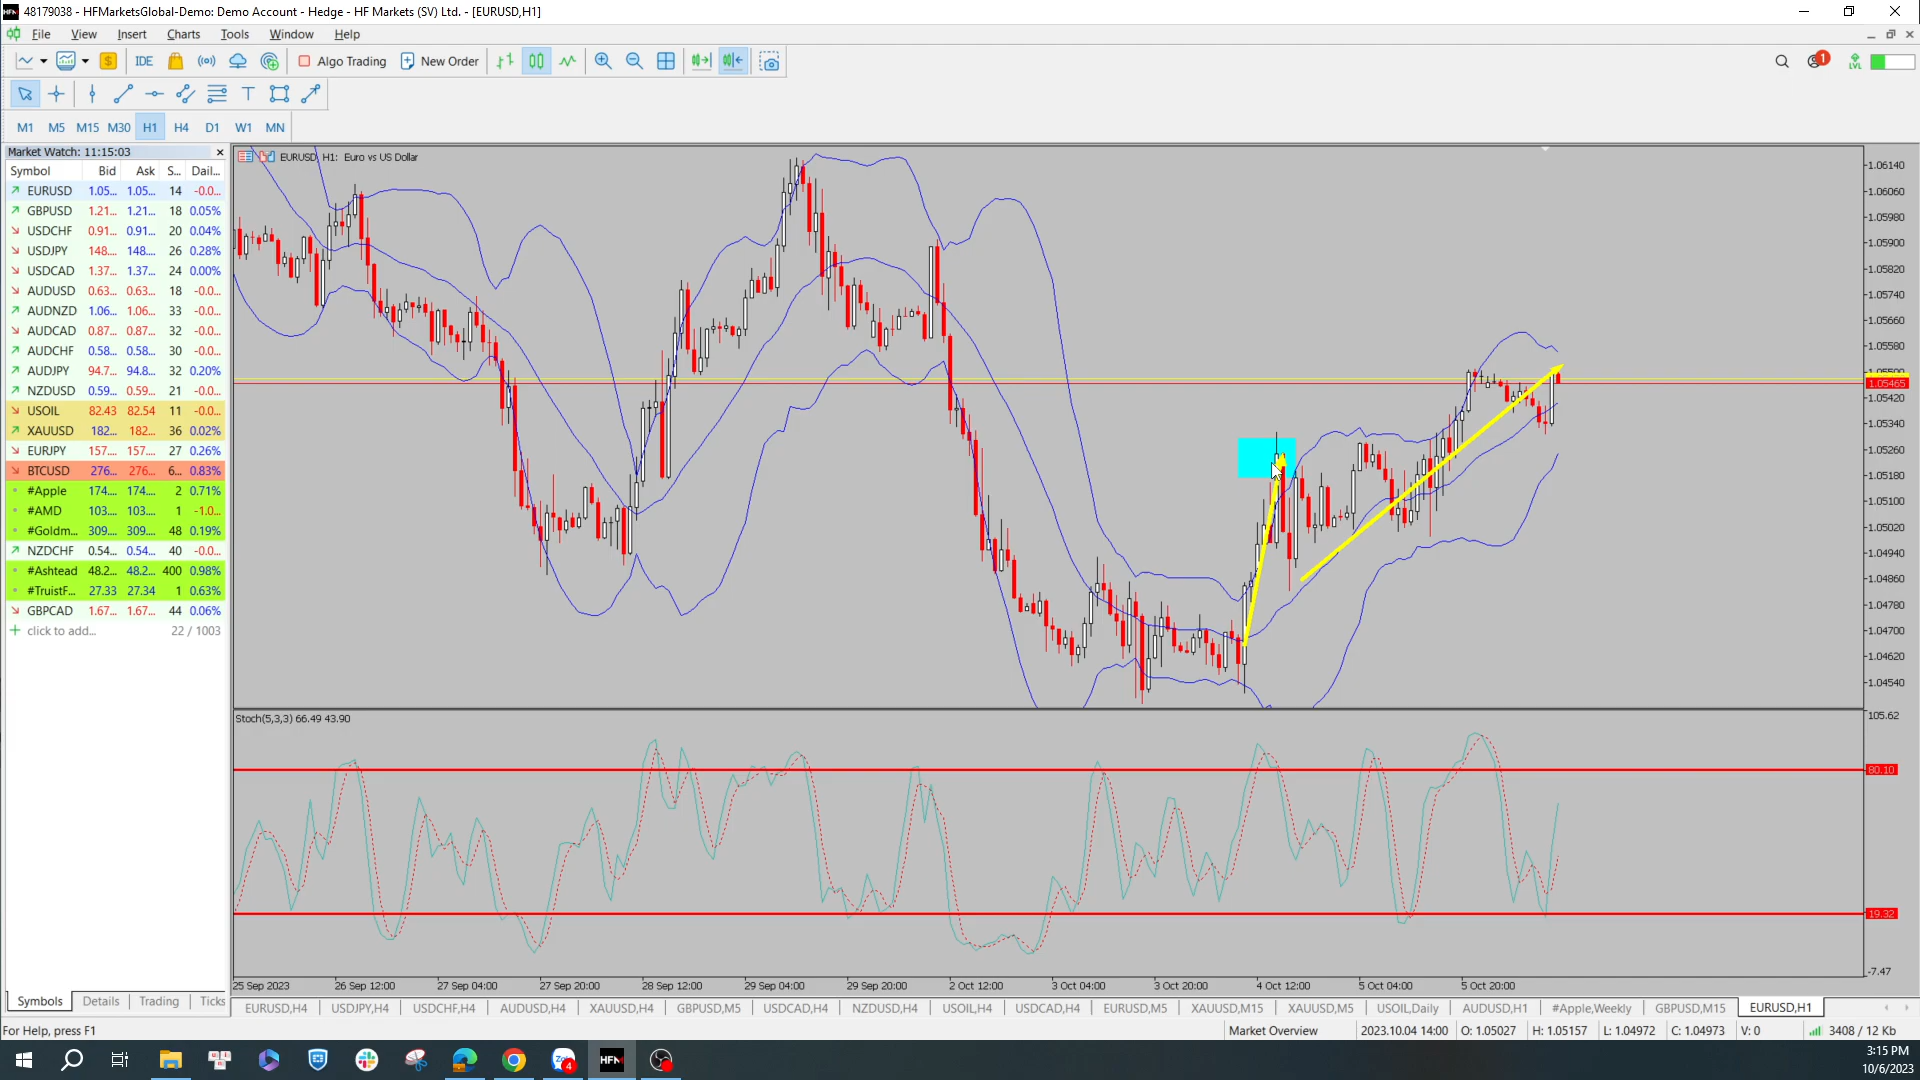 48179038 - HFMarketsGlobal-Demo: Demo Account - Hedge - HF Markets (SV) Ltd. - [EURUSD,H1]
File View Insert Charts Tools Window Help
IDE Algo Trading New Order 1 LVL
M1 M5 M15 M30 H1 H4 D1 W1 MN
Market Watch: 11:15:03
Symbol Bid Ask S... Dail...
EURUSD 1.05... 1.05... 14 -0.0...
GBPUSD 1.21... 1.21... 18 0.05%
USDCHF 0.91... 0.91... 20 0.04%
USDJPY 148.... 148.... 26 0.28%
USDCAD 1.37... 137... 24 0.00%
AUDUSD 0.63... 0.63... 18 -0.0...
AUDNZD 1.06... 1.06... 33 -0.0...
AUDCAD 0.87... 0.87... 32 -0.0...
AUDCHF 0.58... 0.58... 30 -0.0...
AUDJPY 94.7... 94.8... 32 0.20%
NZDUSD 0.59... 0.59... 21 -0.0...
USOIL 82.43 82.54 11 -0.0...
XAUUSD 182... 182... 36 0.02%
EURJPY 157.... 157.... 27 0.26%
BTCUSD 276... 276... 6... 0.83%
#Apple 174.... 174.... 2 0.71%
#AMD 103.... 103.... 1 -1.0...
#Goldm... 309.... 309.... 48 0.19%
NZDCHF 0.54... 0.54... 40 -0.0...
#Ashtead 48.2... 48.2... 400 0.98%
#TruistF... 27.33 27.34 1 0.63%
GBPCAD 1.67... 1.67... 44 0.06%
click to add... 22 / 1003
Symbols Details Trading Ticks
EURUSD, H1: Euro vs US Dollar
1.06140
1.06060
1.05980
1.05900
1.05820
1.05740
1.05660
1.05580
1.05465
1.05420
1.05340
1.05260
1.05180
1.05100
1.05020
1.04940
1.04860
1.04780
1.04700
1.04620
1.04540
Stoch(5,3,3) 66.49 43.90
105.62
80.10
19.32
-7.47
25 Sep 2023 26 Sep 12:00 27 Sep 04:00 27 Sep 20:00 28 Sep 12:00 29 Sep 04:00 29 Sep 20:00 2 Oct 12:00 3 Oct 04:00 3 Oct 20:00 4 Oct 12:00 5 Oct 04:00 5 Oct 20:00
EURUSD,H4 USDJPY,H4 USDCHF,H4 AUDUSD,H4 XAUUSD,H4 GBPUSD,M5 USDCAD,H4 NZDUSD,H4 USOIL,H4 USDCAD,H4 EURUSD,M5 XAUUSD,M15 XAUUSD,M5 USOIL,Daily AUDUSD,H1 #Apple,Weekly GBPUSD,M15 EURUSD,H1
For Help, press F1 Market Overview 2023.10.04 14:00 O: 1.05027 H: 1.05157 L: 1.04972 C: 1.04973 V: 0 3408 / 12 Kb
4 HFM
3:15 PM
10/6/2023